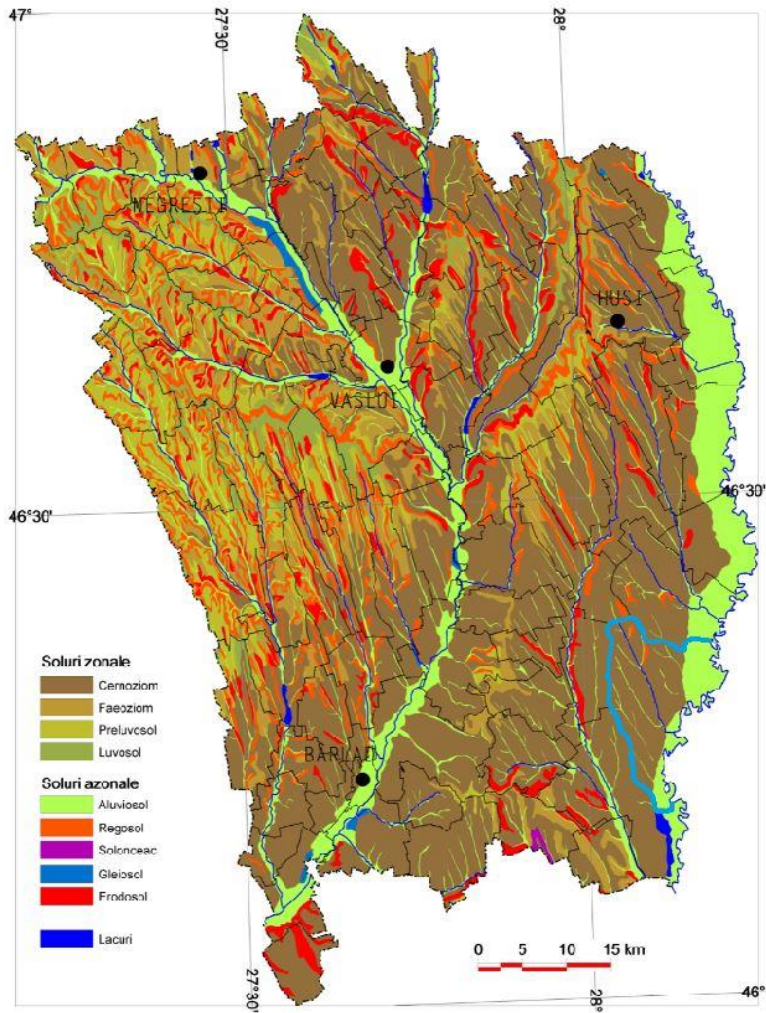 47°
27°30'
28°
NEGRESTI
HUSI
VASLUI
46°30'
46°30'
Soluri zonale
Cernoziom
Faeoziom
Preluvosol
Luvosol
BÂRLAD
Soluri azonale
Aluviosol
Regosol
Solonceac
Gleiosol
Erodosol
Lacuri
0 5 10 15 km
27°30'
28°
46°